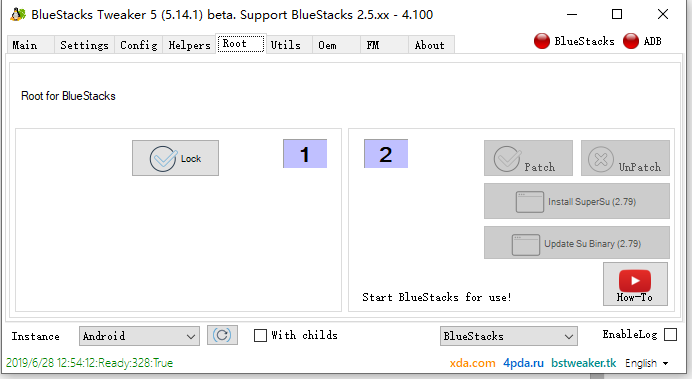 BlueStacks Tweaker 5 (5.14.1) beta. Support BlueStacks 2.5.xx - 4.100
Main Settings Config Helpers Root Utils Oem FM About BlueStacks ADB
Root for BlueStacks
Lock 1 2 Patch UnPatch
Install SuperSu (2.79)
Update Su Binary (2.79)
Start BlueStacks for use! How-To
Instance Android With childs BlueStacks EnableLog
2019/6/28 12:54:12:Ready:328:True xda.com 4pda.ru bstweaker.tk English